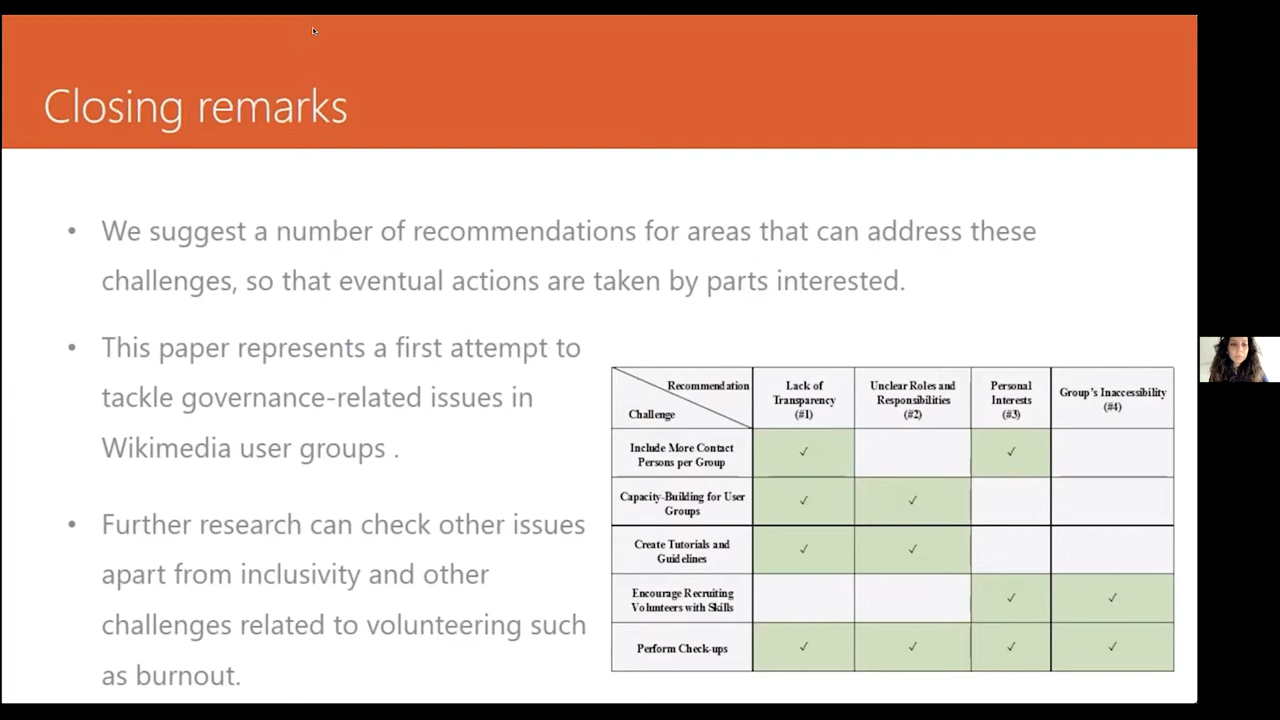 Closing remarks
• We suggest a number of recommendations for areas that can address these
challenges, so that eventual actions are taken by parts interested.
• This paper represents a first attempt to
tackle governance-related issues in
Wikimedia user groups .
• Further research can check other issues
apart from inclusivity and other
challenges related to volunteering such
as burnout.
Recommendation
Challenge
Lack of
Transparency
(#1)
Unclear Roles and
Responsibilities
(#2)
Personal
Interests
(#3)
Group's Inaccessibility
(#4)
Include More Contact
Persons per Group
✓ ✓
Capacity-Building for User
Groups
✓ ✓
Create Tutorials and
Guidelines
✓ ✓
Encourage Recruiting
Volunteers with Skills
✓ ✓
Perform Check-ups
✓ ✓ ✓ ✓